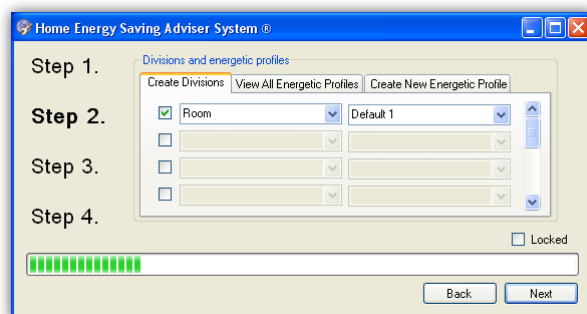 Home Energy Saving Adviser System ®
Step 1.
Step 2.
Step 3.
Step 4.
Divisions and energetic profiles
Create Divisions View All Energetic Profiles Create New Energetic Profile
Room Default 1
Locked
Back Next